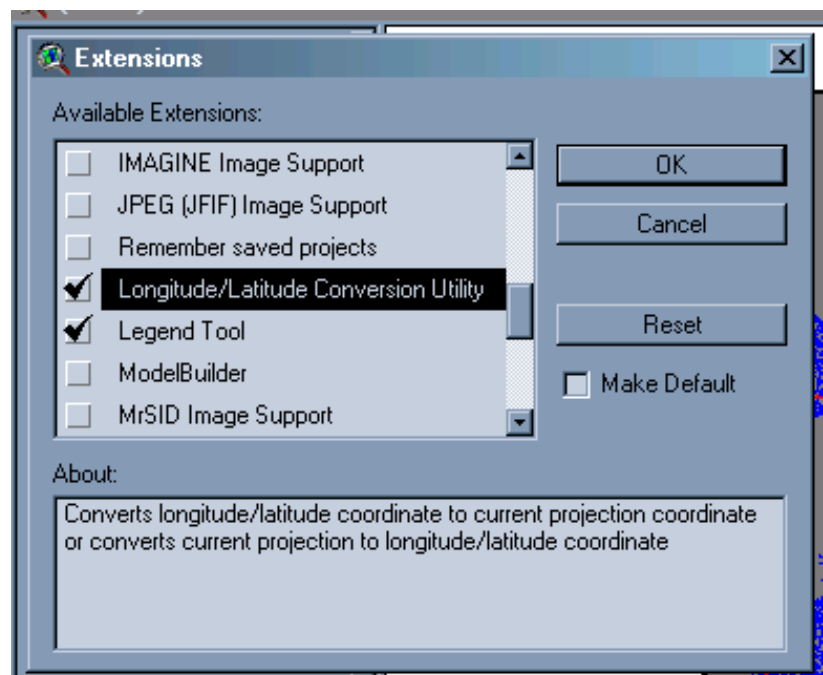 Extensions
Available Extensions:
IMAGINE Image Support
JPEG (JFIF) Image Support
Remember saved projects
Longitude/Latitude Conversion Utility
Legend Tool
ModelBuilder
MrSID Image Support
OK
Cancel
Reset
Make Default
About:
Converts longitude/latitude coordinate to current projection coordinate
or converts current projection to longitude/latitude coordinate